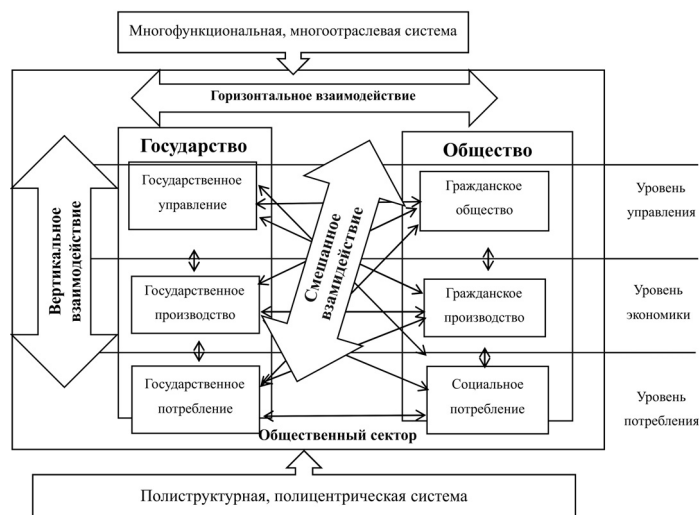 Многофункциональная, многоотраслевая система
Горизонтальное взаимодействие
Государство
Общество
Государственное
управление
Гражданское
общество
Уровень
управления
Вертикальное
взаимодействие
Смешанное
взамидействие
Государственное
производство
Гражданское
производство
Уровень
экономики
Государственное
потребление
Социальное
потребление
Уровень
потребления
Общественный сектор
Полиструктурная, полицентрическая система